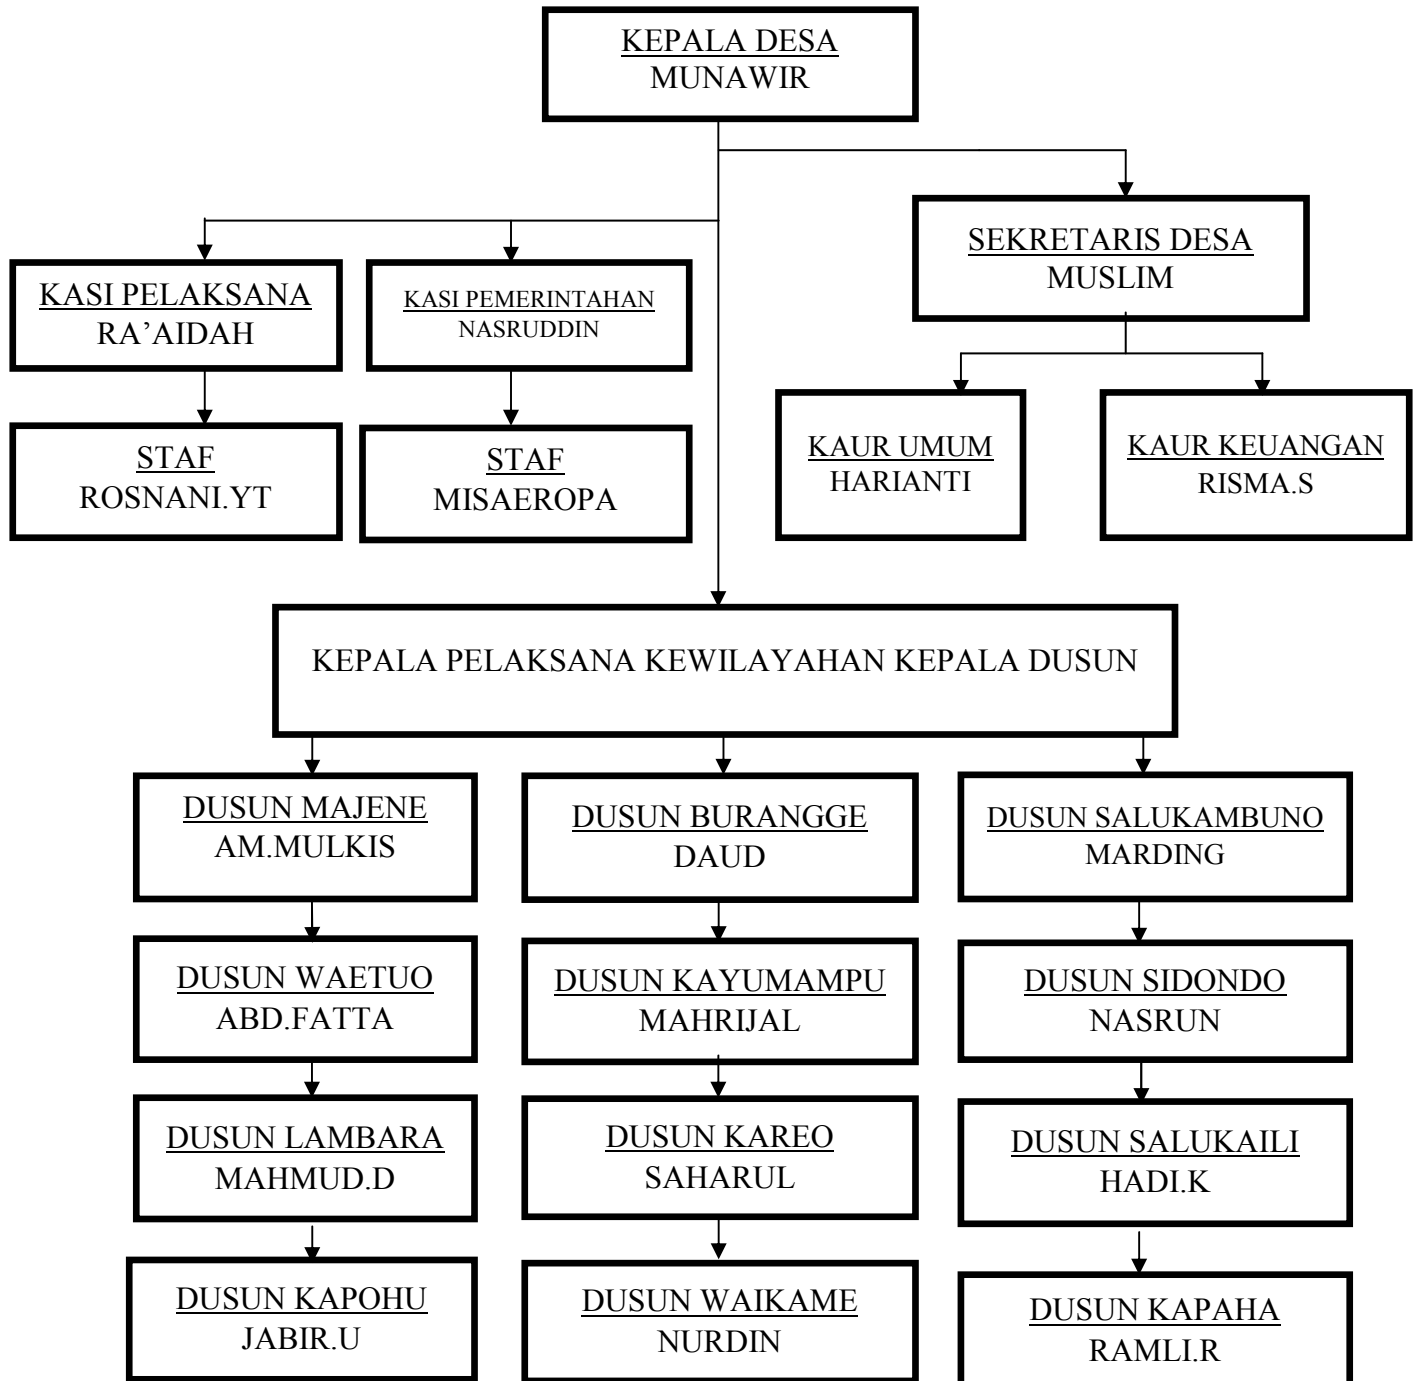 KEPALA DESA
MUNAWIR
SEKRETARIS DESA
MUSLIM
KASI PELAKSANA
RA’AIDAH
KASI PEMERINTAHAN
NASRUDDIN
STAF
ROSNANI.YT
STAF
MISAEROPA
KAUR UMUM
HARIANTI
KAUR KEUANGAN
RISMA.S
KEPALA PELAKSANA KEWILAYAHAN KEPALA DUSUN
DUSUN MAJENE
AM.MULKIS
DUSUN BURANGGE
DAUD
DUSUN SALUKAMBUNO
MARDING
DUSUN WAETUO
ABD.FATTA
DUSUN KAYUMAMPU
MAHRIJAL
DUSUN SIDONDO
NASRUN
DUSUN LAMBARA
MAHMUD.D
DUSUN KAREO
SAHARUL
DUSUN SALUKAILI
HADI.K
DUSUN KAPOHU
JABIR.U
DUSUN WAIKAME
NURDIN
DUSUN KAPAHA
RAMLI.R